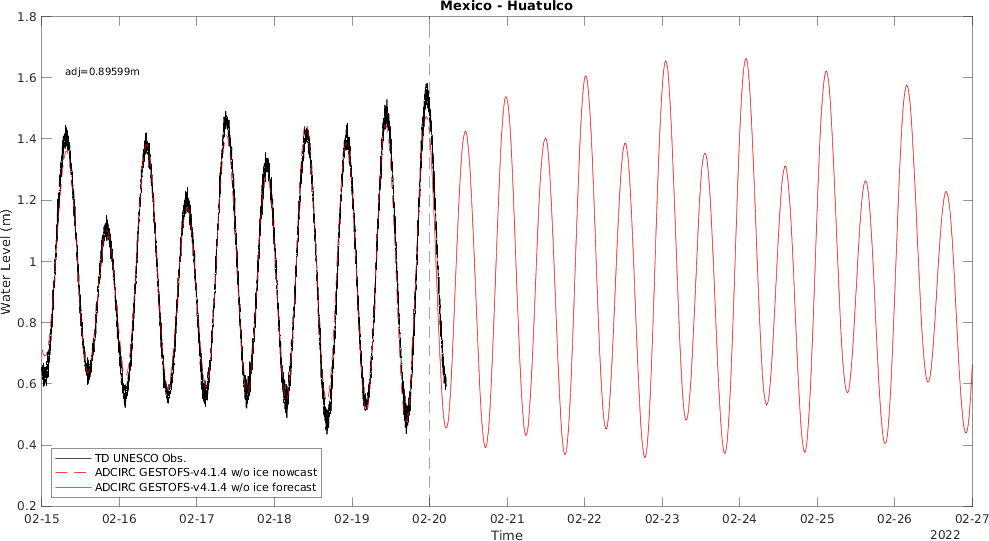 Mexico - Huatulco
1.8
1.6
1.4
1.2
1
0.8
0.6
0.4
0.2
Water Level (m)
adj=0.89599m
TD UNESCO Obs.
ADCIRC GESTOFS-v4.1.4 w/o ice nowcast
ADCIRC GESTOFS-v4.1.4 w/o ice forecast
02-15 02-16 02-17 02-18 02-19 02-20 02-21 02-22 02-23 02-24 02-25 02-26 02-27
Time
2022